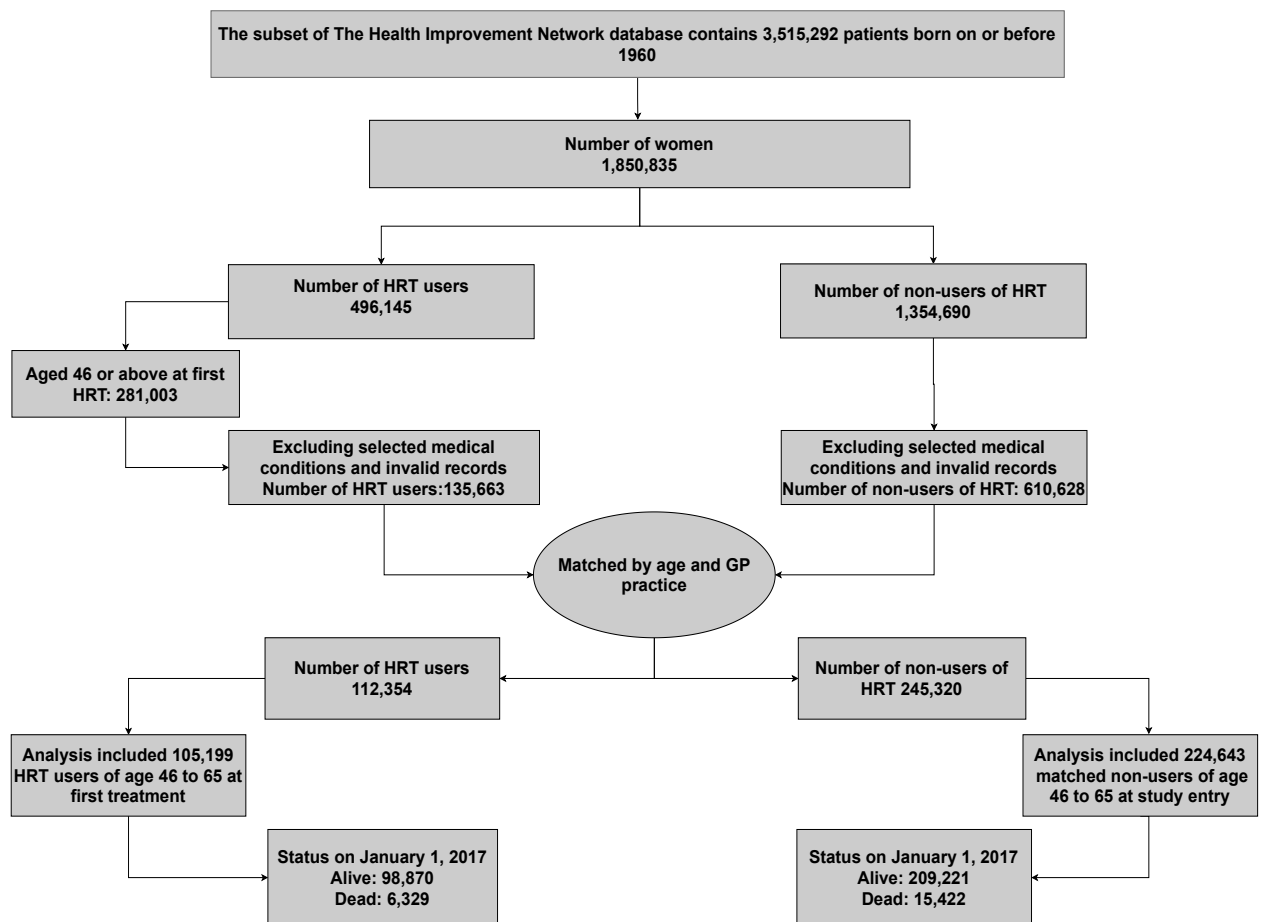 The subset of The Health Improvement Network database contains 3,515,292 patients born on or before
1960
Number of women
1,850,835
Number of HRT users
496,145
Number of non-users of HRT
1,354,690
Aged 46 or above at first
HRT: 281,003
Excluding selected medical
conditions and invalid records
Number of HRT users:135,663
Excluding selected medical
conditions and invalid records
Number of non-users of HRT: 610,628
Matched by age and GP
practice
Number of HRT users
112,354
Number of non-users of
HRT 245,320
Analysis included 105,199
HRT users of age 46 to 65 at
first treatment
Analysis included 224,643
matched non-users of age
46 to 65 at study entry
Status on January 1, 2017
Alive: 98,870
Dead: 6,329
Status on January 1, 2017
Alive: 209,221
Dead: 15,422